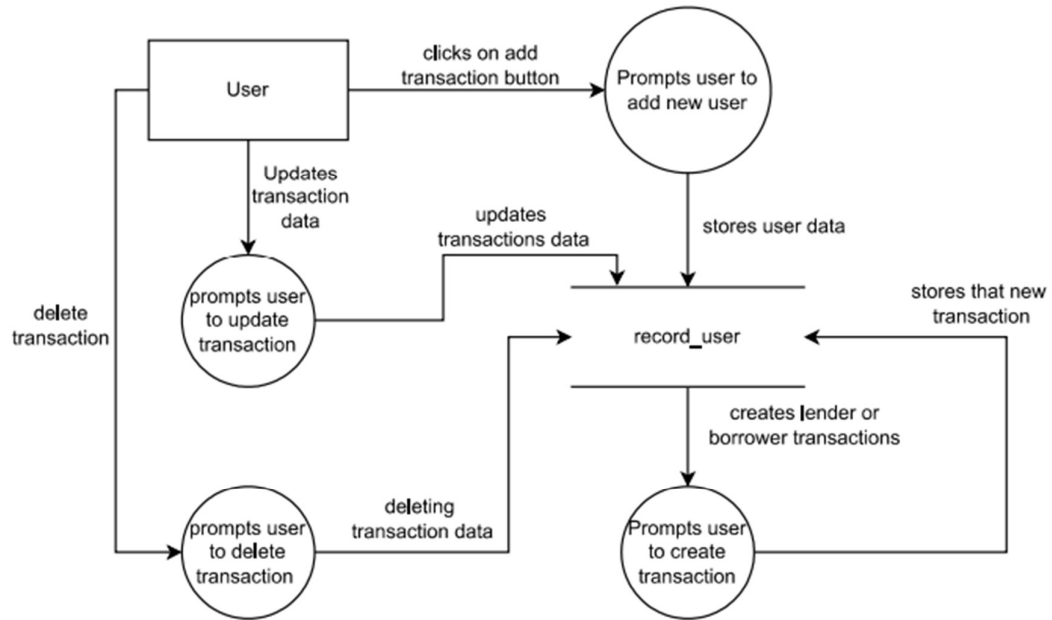 clicks on add
transaction button
User
Prompts user to
add new user
Updates
transaction
data
updates
transactions data
stores user data
delete
transaction
prompts user
to update
transaction
record_user
stores that new
transaction
creates lender or
borrower transactions
prompts user
to delete
transaction
deleting
transaction data
Prompts user
to create
transaction